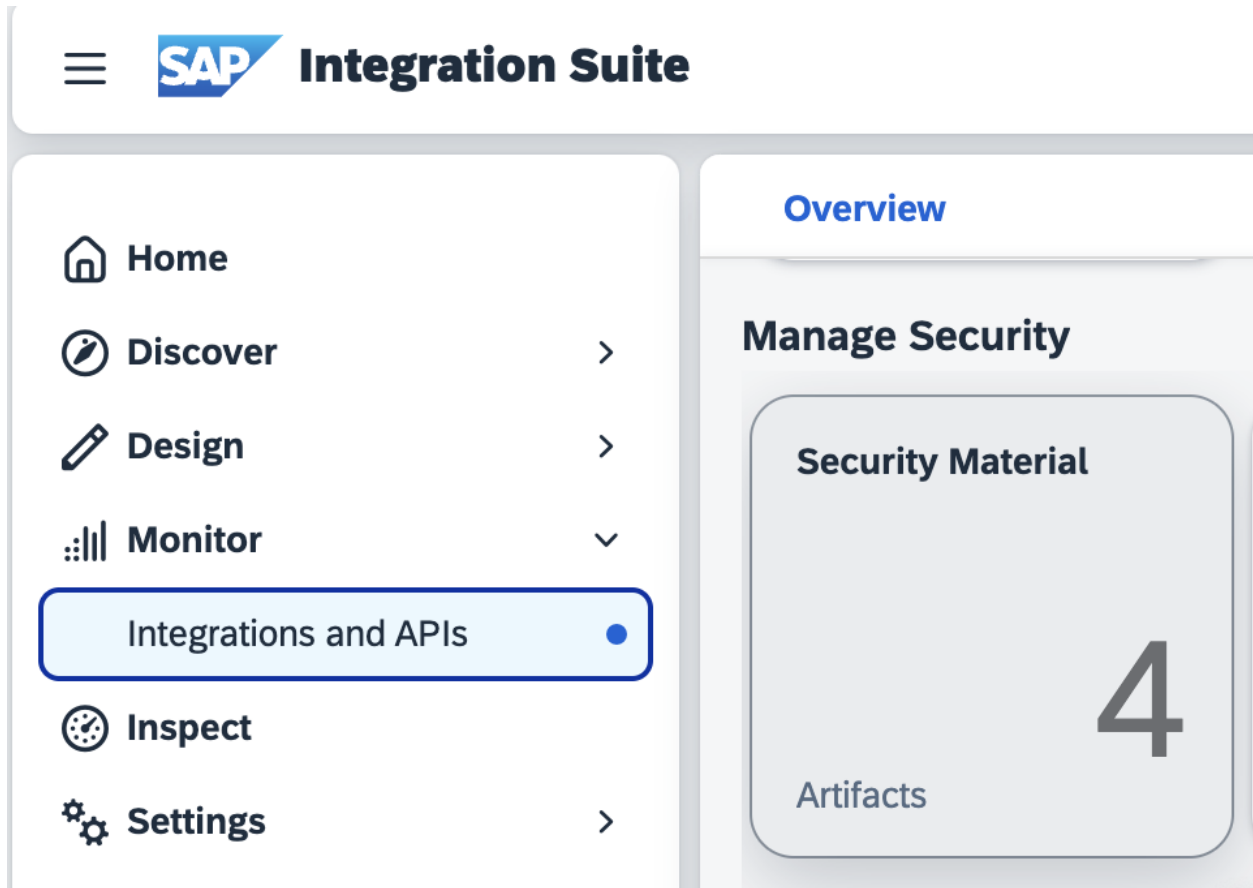 SAP Integration Suite
Home
Discover
Design
Monitor
Integrations and APIs
Inspect
Settings
Overview
Manage Security
Security Material
4
Artifacts